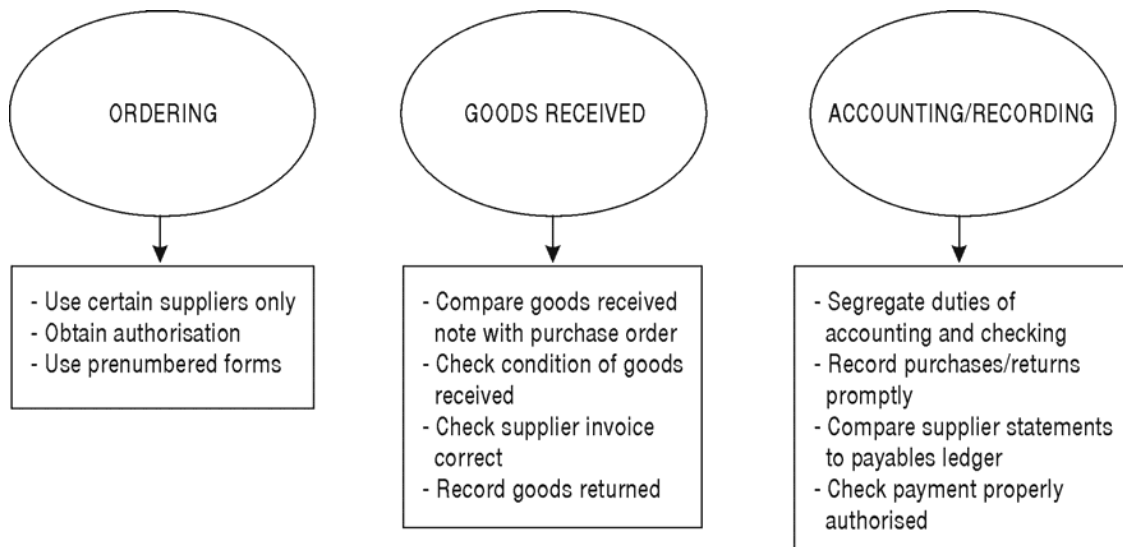 ORDERING
- Use certain suppliers only
- Obtain authorisation
- Use prenumbered forms
GOODS RECEIVED
- Compare goods received
note with purchase order
- Check condition of goods
received
- Check supplier invoice
correct
- Record goods returned
ACCOUNTING/RECORDING
- Segregate duties of
accounting and checking
- Record purchases/returns
promptly
- Compare supplier statements
to payables ledger
- Check payment properly
authorised